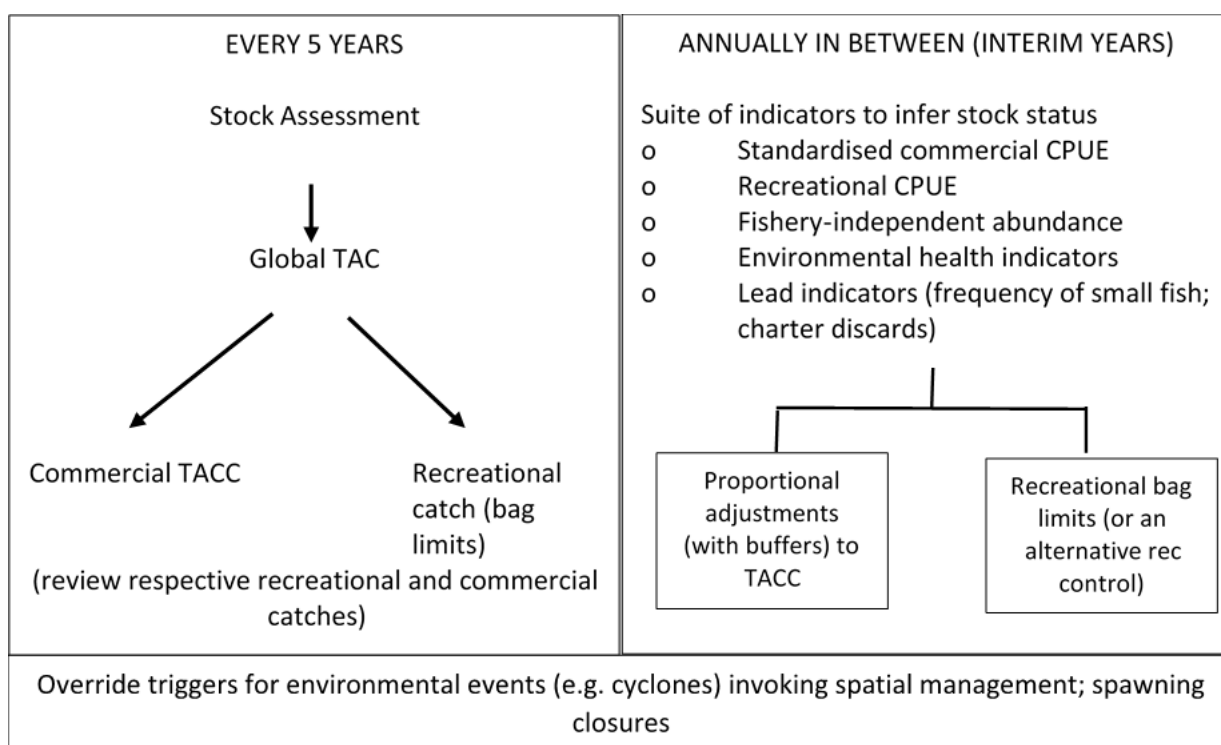 EVERY 5 YEARS
Stock Assessment
Global TAC
Commercial TACC
Recreational
catch (bag
limits)
(review respective recreational and commercial
catches)
ANNUALLY IN BETWEEN (INTERIM YEARS)
Suite of indicators to infer stock status
o Standardised commercial CPUE
o Recreational CPUE
o Fishery-independent abundance
o Environmental health indicators
o Lead indicators (frequency of small fish;
charter discards)
Proportional
adjustments
(with buffers) to
TACC
Recreational bag
limits (or an
alternative rec
control)
Override triggers for environmental events (e.g. cyclones) invoking spatial management; spawning
closures